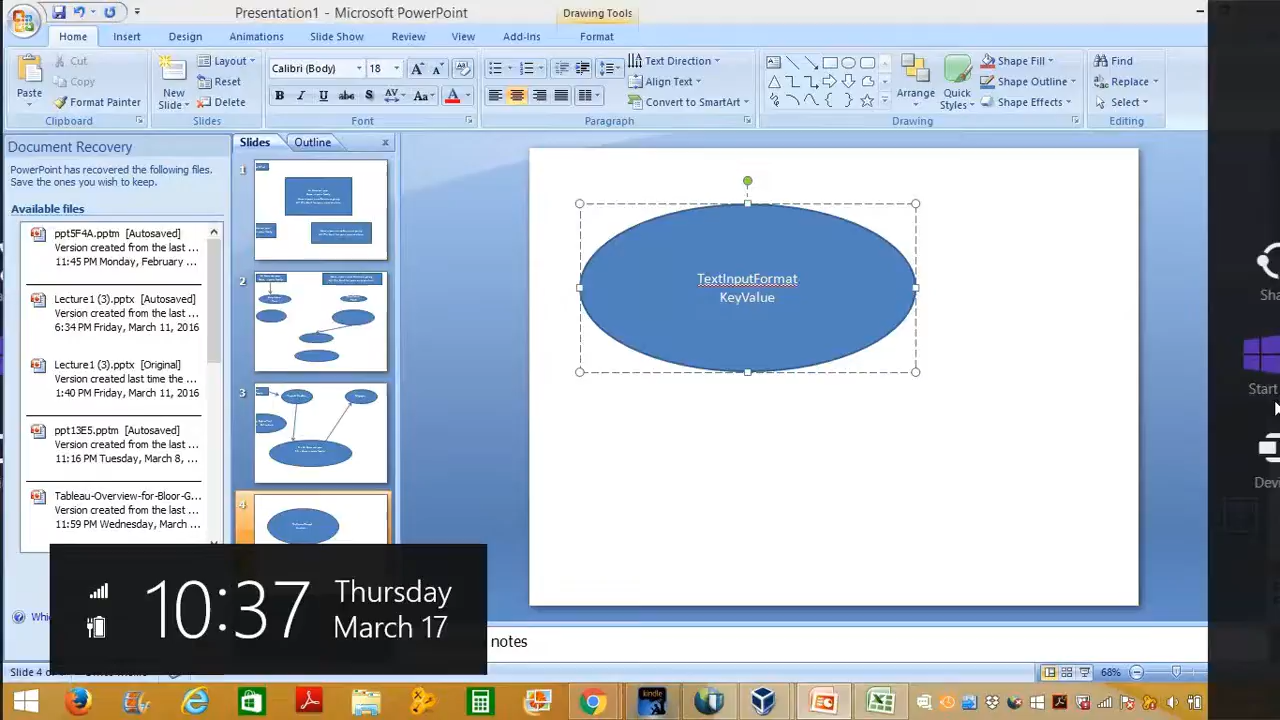 Presentation1 - Microsoft PowerPoint
Drawing Tools
Home
Insert
Design
Animations
Slide Show
Review
View
Add-Ins
Format
Paste
Cut
Copy
Format Painter
Clipboard
New
Slide
Layout
Reset
Delete
Slides
Calibri (Body)
18
Font
Text Direction
Align Text
Convert to SmartArt
Paragraph
Arrange
Quick
Styles
Shape Fill
Shape Outline
Shape Effects
Drawing
Find
Replace
Select
Editing
Document Recovery
PowerPoint has recovered the following files.
Save the ones you wish to keep.
Available files
ppt5F4A.pptm [Autosaved]
Version created from the last ...
11:45 PM Monday, February ...
Lecture1 (3).pptx [Autosaved]
Version created from the last ...
6:34 PM Friday, March 11, 2016
Lecture1 (3).pptx [Original]
Version created last time the ...
1:40 PM Friday, March 11, 2016
ppt13E5.pptm [Autosaved]
Version created from the last ...
11:16 PM Tuesday, March 8, ...
Tableau-Overview-for-Bloor-G...
Version created from the last ...
11:59 PM Wednesday, March ...
Slides
Outline
1
2
3
4
TextInputFormat
KeyValue
Sha
Start
Devi
10:37
Thursday
March 17
notes
Slide 4 o
68%
kindle